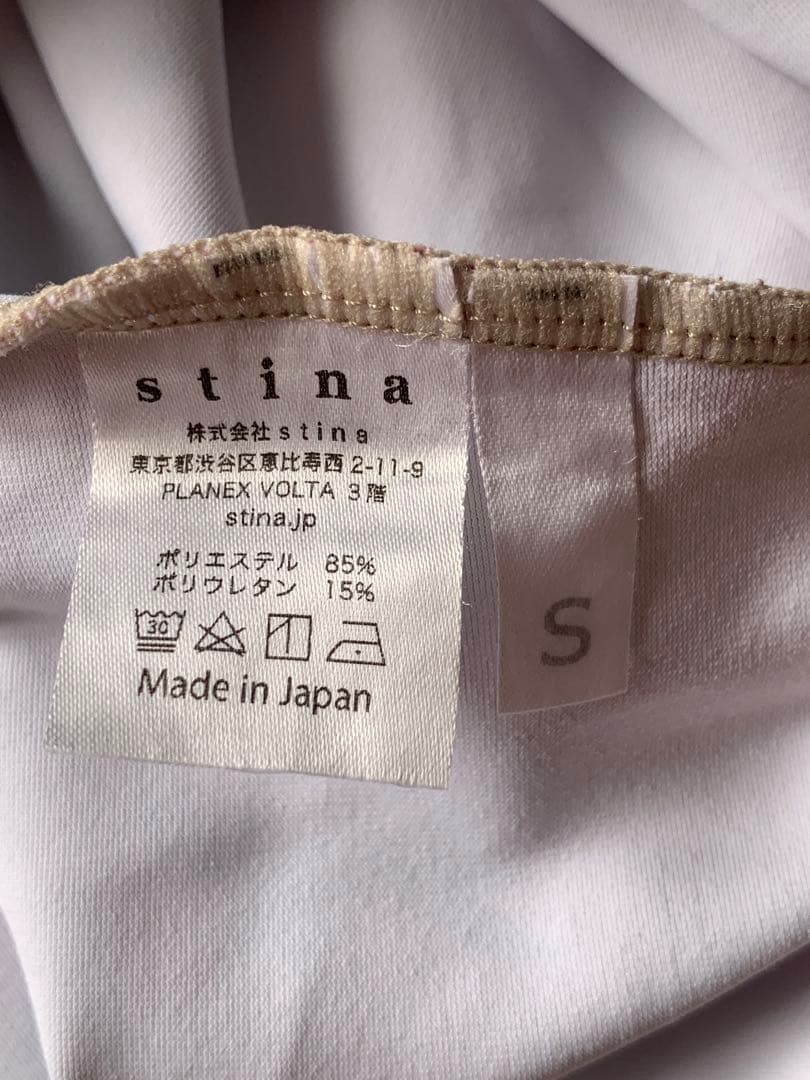 stina
株式会社stina
東京都渋谷区恵比寿西2-11-9
PLANEX VOLTA 3階
stina.jp
ポリエステル 85%
ポリウレタン 15%
30
Made in Japan
S